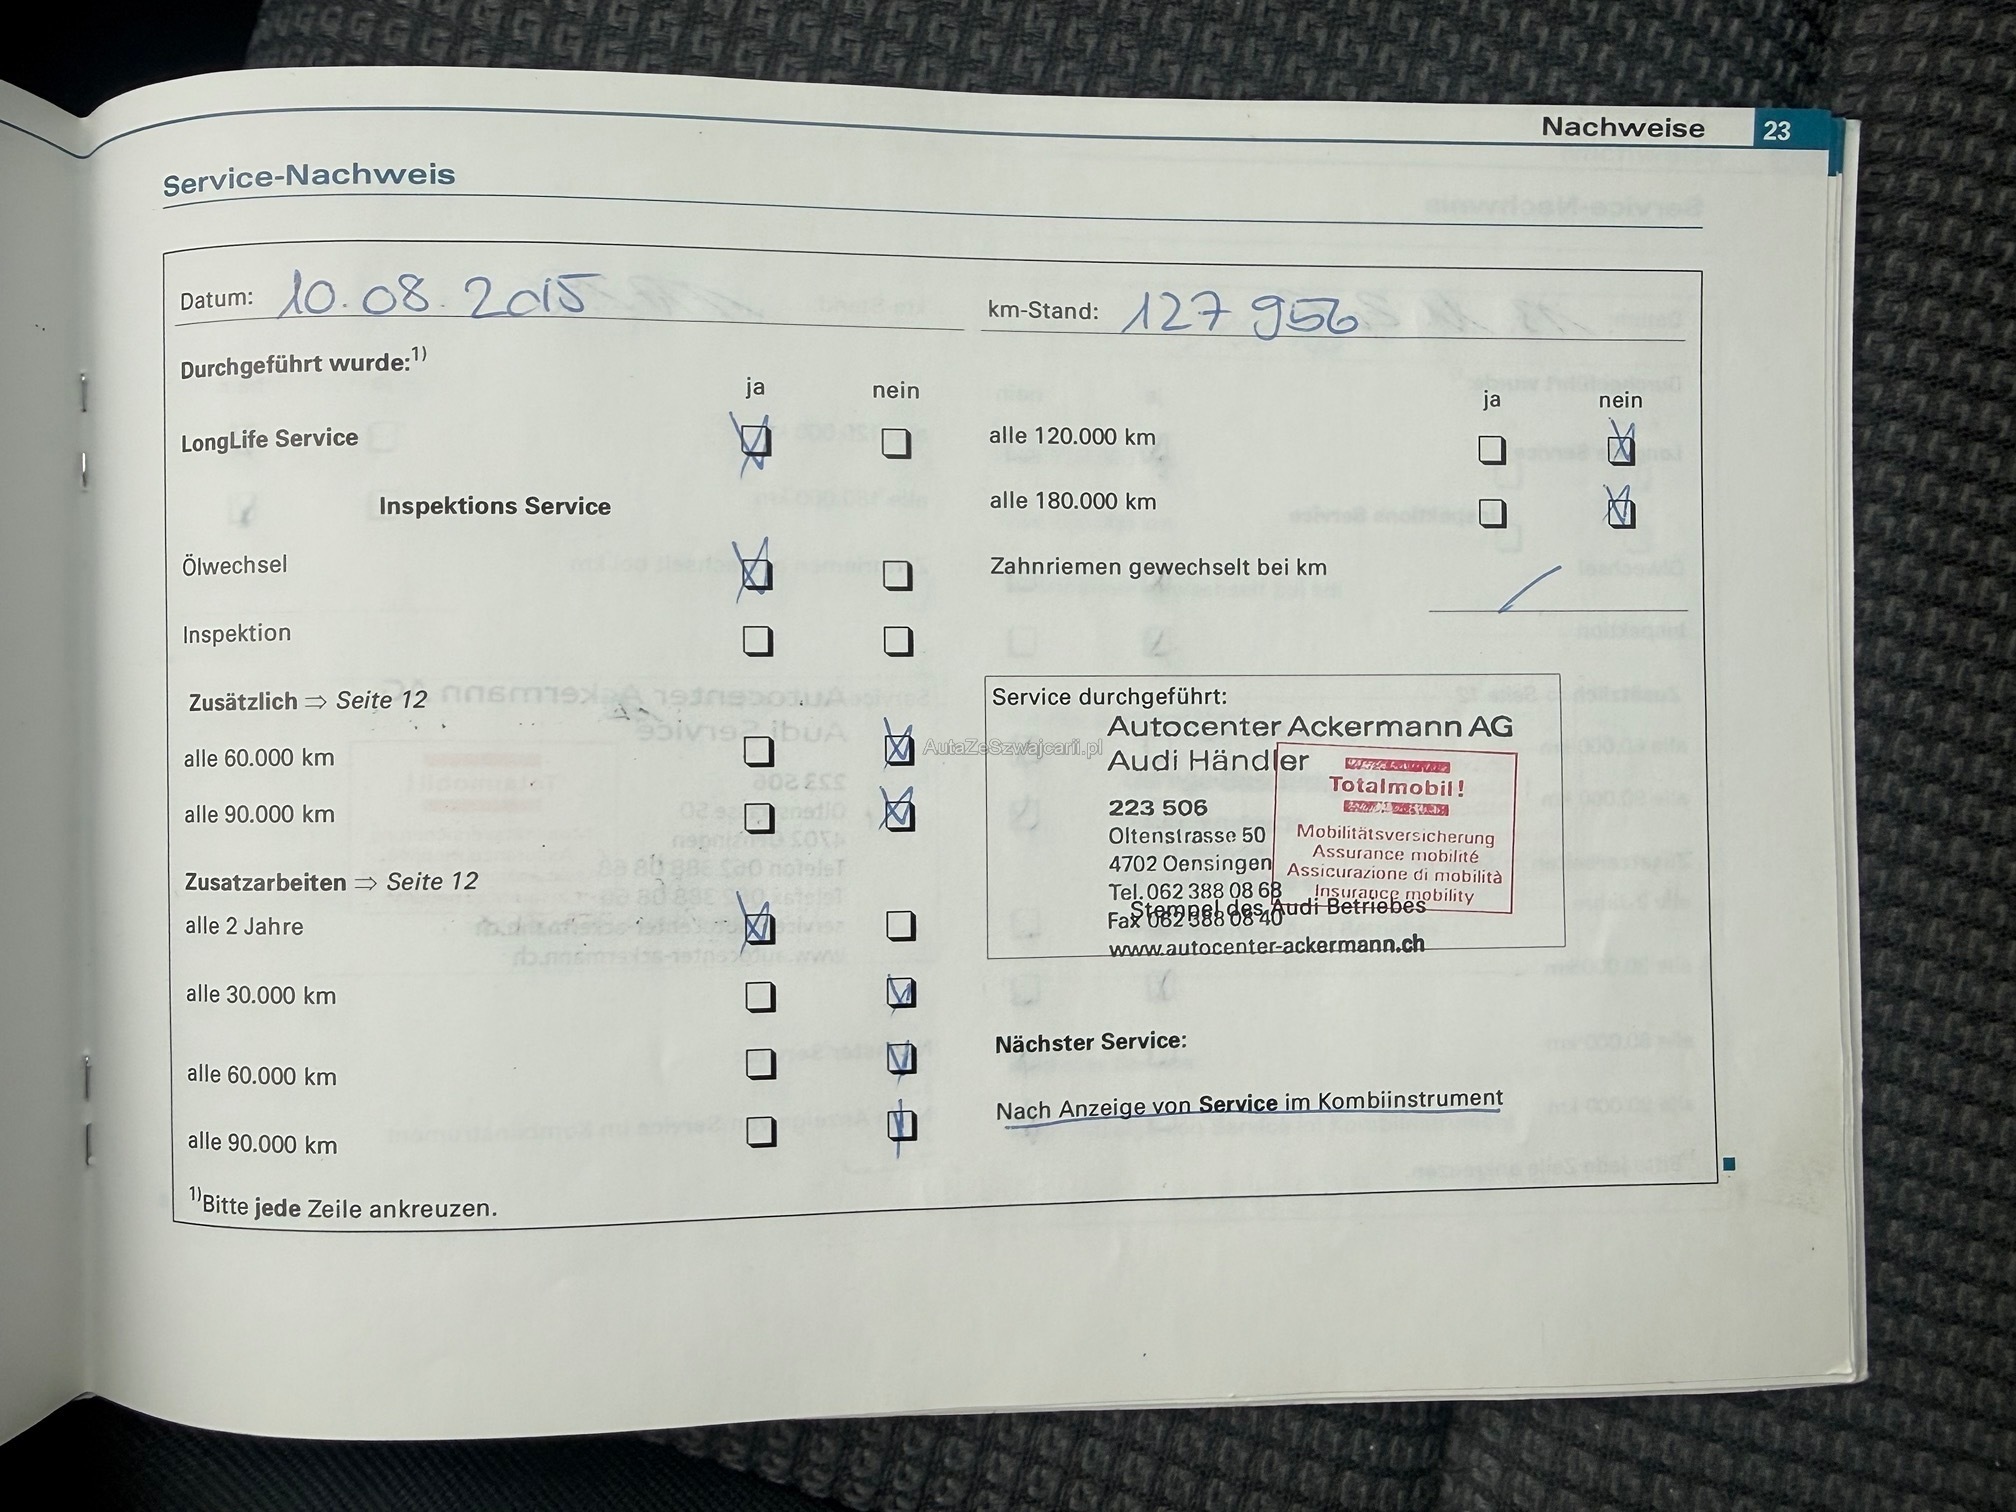 Nachweise 23
Service-Nachweis
Datum: 10.08.2015
km-Stand: 127 956
Durchgeführt wurde:1)
ja nein
LongLife Service
Inspektions Service
Ölwechsel
Inspektion
Zusätzlich ⇒ Seite 12
alle 60.000 km
alle 90.000 km
Zusatzarbeiten ⇒ Seite 12
alle 2 Jahre
alle 30.000 km
alle 60.000 km
alle 90.000 km
1)Bitte jede Zeile ankreuzen.
ja nein
alle 120.000 km
alle 180.000 km
Zahnriemen gewechselt bei km
Service durchgeführt:
Autocenter Ackermann AG
Audi Händler
223 506
Oltenstrasse 50
4702 Oensingen
Tel. 062 388 08 68
Fax 062 388 08 40
www.autocenter-ackermann.ch
Stempel des Audi Betriebes
Totalmobil!
Mobilitätsversicherung
Assurance mobilité
Assicurazione di mobilità
Insurance mobility
Nächster Service:
Nach Anzeige von Service im Kombiinstrument
AutaZeSzwajcarii.pl